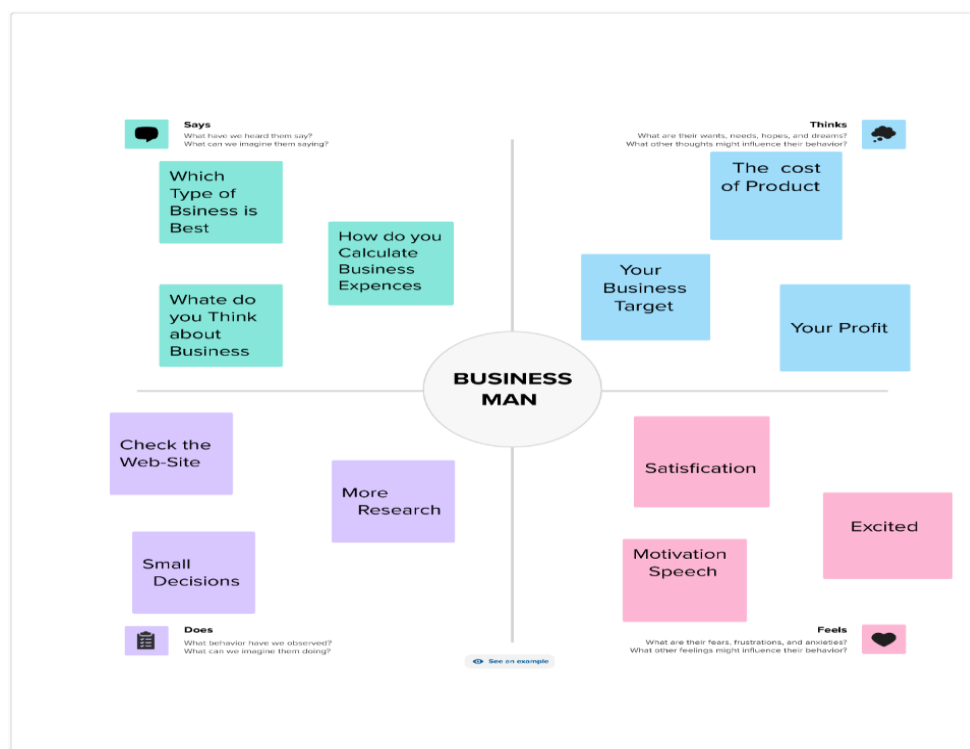 Says
What have we heard them say?
What can we imagine them saying?
Which
Type of
Bsiness is
Best
How do you
Calculate
Business
Expences
Whate do
you Think
about
Business
Thinks
What are their wants, needs, hopes, and dreams?
What other thoughts might influence their behavior?
The cost
of Product
Your
Business
Target
Your Profit
BUSINESS
MAN
Check the
Web-Site
More
Research
Small
Decisions
Does
What behavior have we observed?
What can we imagine them doing?
Satisfication
Excited
Motivation
Speech
Feels
What are their fears, frustrations, and anxieties?
What other feelings might influence their behavior?
See an example